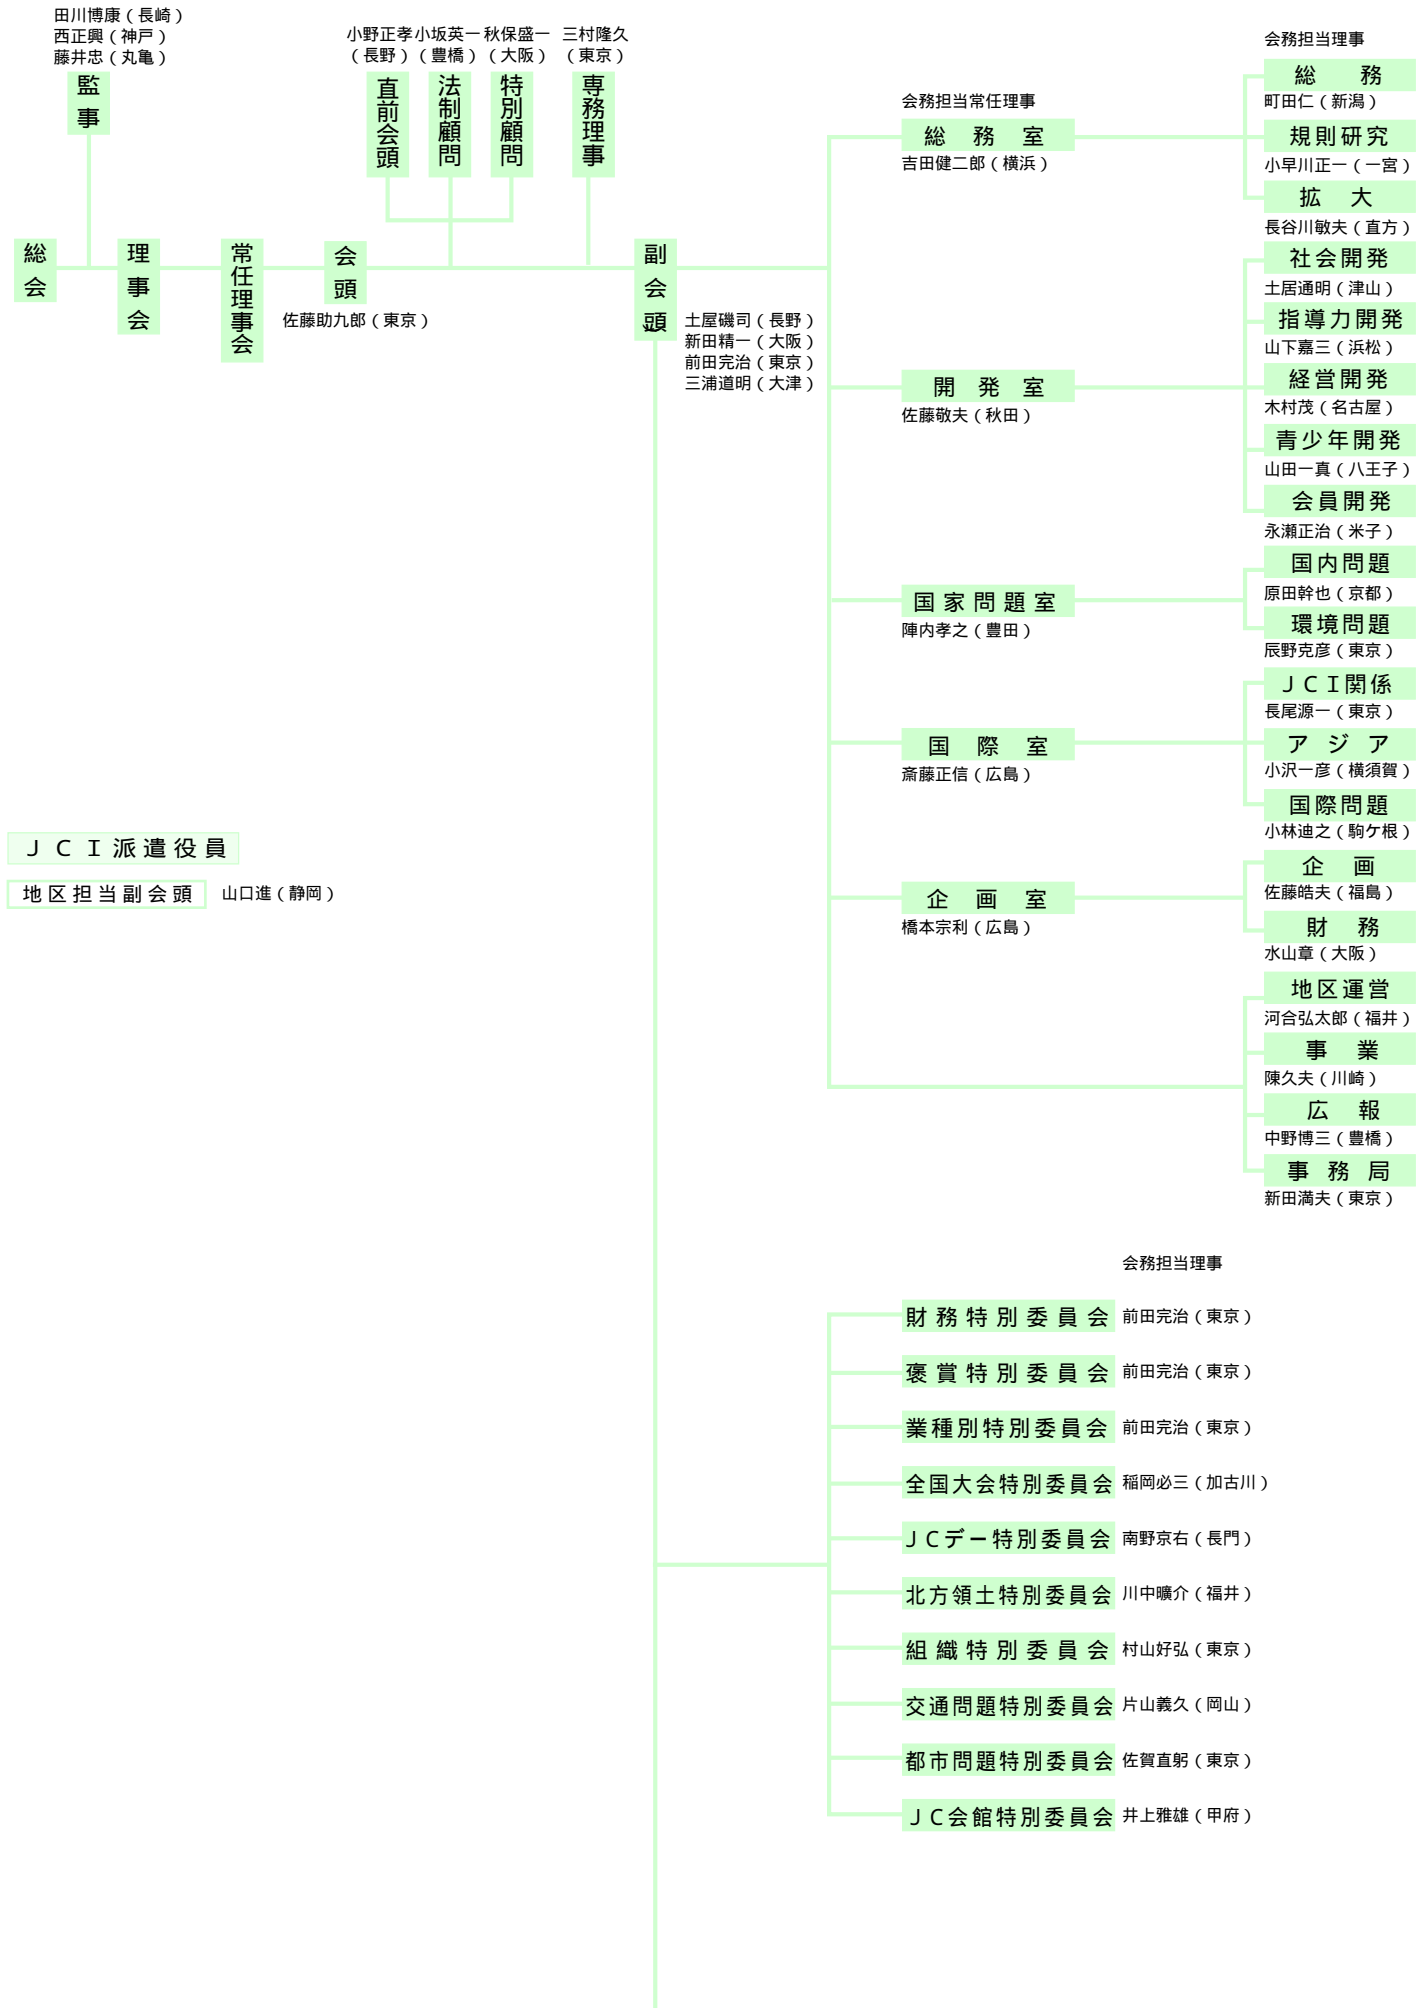 田川博康（長崎）
西正興（神戸）
藤井忠（丸亀）
監事
小野正孝（長野）
直前会頭
小坂英一（豊橋）
法制顧問
秋保盛一（大阪）
特別顧問
三村隆久（東京）
専務理事
総会
理事会
常任理事会
会頭
佐藤助九郎（東京）
副会頭
土屋磯司（長野）
新田精一（大阪）
前田完治（東京）
三浦道明（大津）
会務担当常任理事
総務室
吉田健二郎（横浜）
開発室
佐藤敬夫（秋田）
国家問題室
陣内孝之（豊田）
国際室
斎藤正信（広島）
企画室
橋本宗利（広島）
会務担当理事
総務
町田仁（新潟）
規則研究
小早川正一（一宮）
拡大
長谷川敏夫（直方）
社会開発
土居通明（津山）
指導力開発
山下嘉三（浜松）
経営開発
木村茂（名古屋）
青少年開発
山田一真（八王子）
会員開発
永瀬正治（米子）
国内問題
原田幹也（京都）
環境問題
辰野克彦（東京）
ＪＣＩ関係
長尾源一（東京）
アジア
小沢一彦（横須賀）
国際問題
小林迪之（駒ケ根）
企画
佐藤皓夫（福島）
財務
水山章（大阪）
地区運営
河合弘太郎（福井）
事業
陳久夫（川崎）
広報
中野博三（豊橋）
事務局
新田満夫（東京）
ＪＣＩ派遣役員
地区担当副会頭 山口進（静岡）
会務担当理事
財務特別委員会 前田完治（東京）
褒賞特別委員会 前田完治（東京）
業種別特別委員会 前田完治（東京）
全国大会特別委員会 稲岡必三（加古川）
ＪＣデー特別委員会 南野京右（長門）
北方領土特別委員会 川中曠介（福井）
組織特別委員会 村山好弘（東京）
交通問題特別委員会 片山義久（岡山）
都市問題特別委員会 佐賀直躬（東京）
ＪＣ会館特別委員会 井上雅雄（甲府）